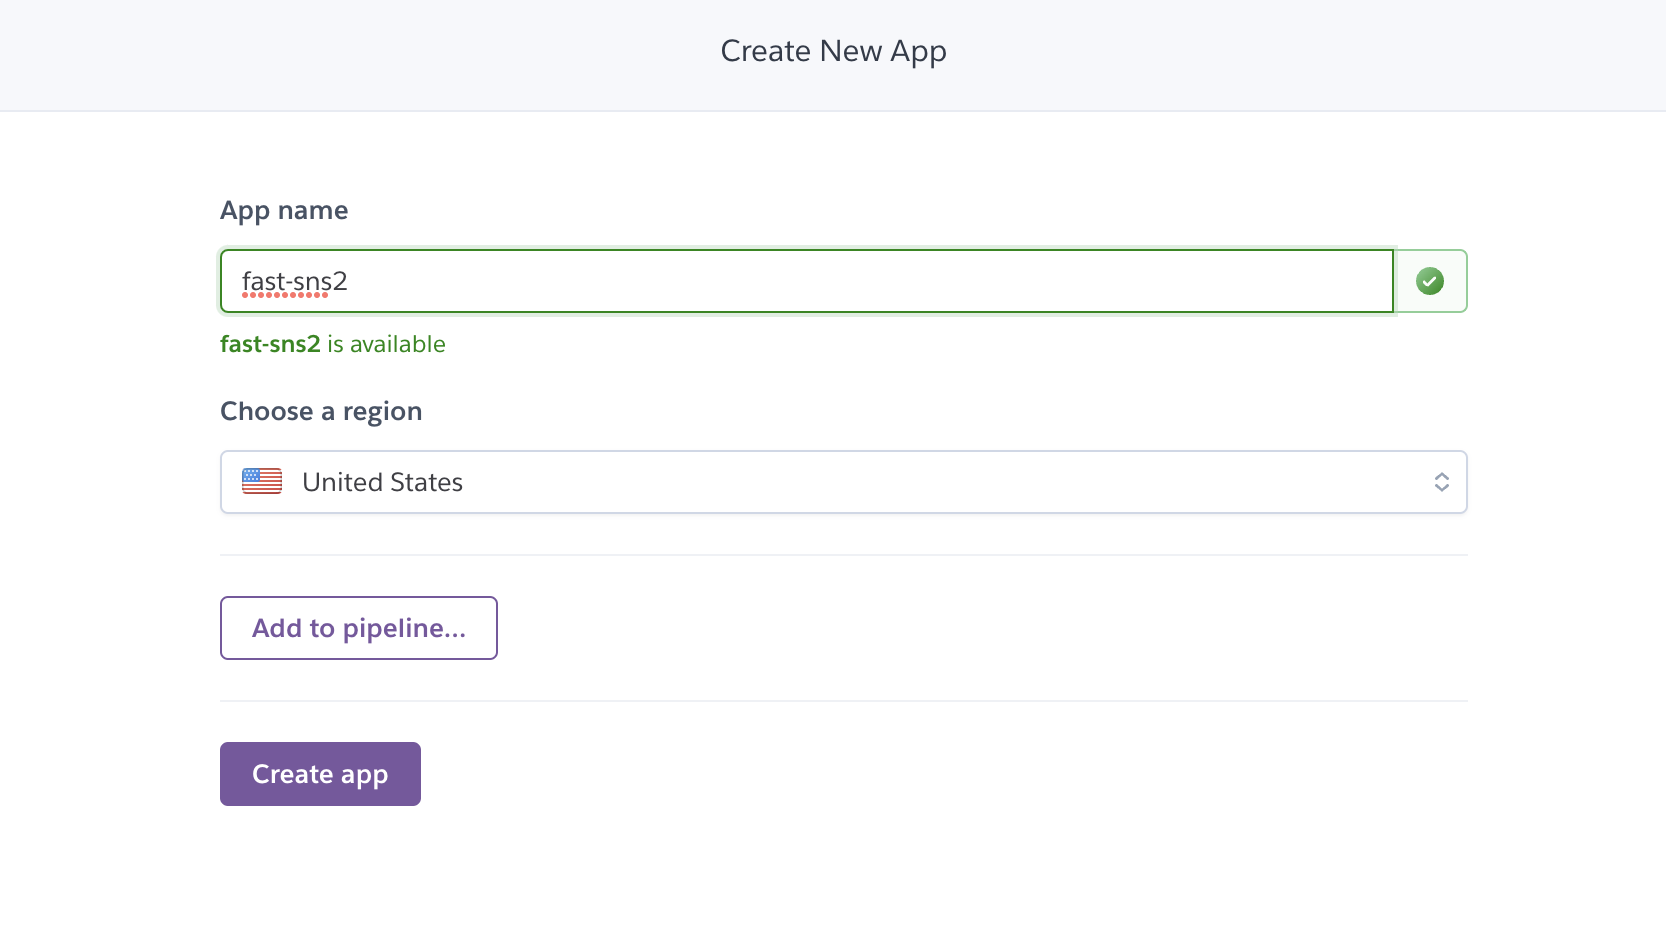 Create New App
App name
fast-sns2
fast-sns2 is available
Choose a region
United States
Add to pipeline...
Create app